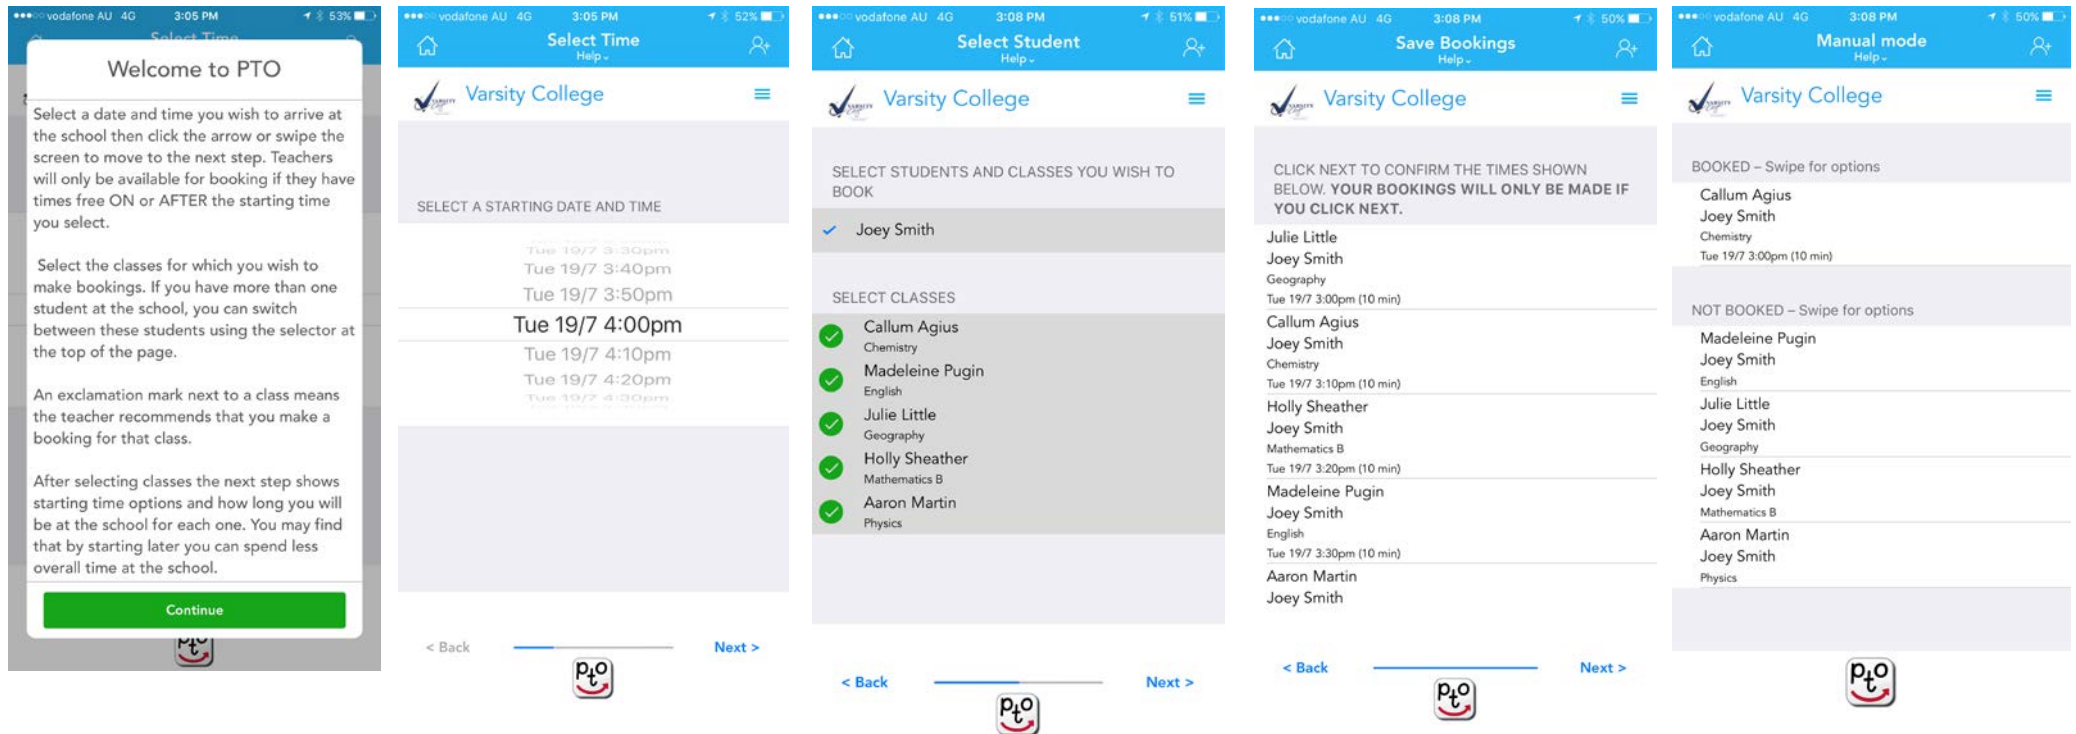 vodafone AU 4G 3:05 PM 53%
Select Time
Welcome to PTO
Select a date and time you wish to arrive at
the school then click the arrow or swipe the
screen to move to the next step. Teachers
will only be available for booking if they have
times free ON or AFTER the starting time
you select.
Select the classes for which you wish to
make bookings. If you have more than one
student at the school, you can switch
between these students using the selector at
the top of the page.
An exclamation mark next to a class means
the teacher recommends that you make a
booking for that class.
After selecting classes the next step shows
starting time options and how long you will
be at the school for each one. You may find
that by starting later you can spend less
overall time at the school.
Continue
pto
vodafone AU 4G 3:05 PM 52%
Select Time
Help
Varsity College
SELECT A STARTING DATE AND TIME
Tue 19/7 3:30pm
Tue 19/7 3:40pm
Tue 19/7 3:50pm
Tue 19/7 4:00pm
Tue 19/7 4:10pm
Tue 19/7 4:20pm
Tue 19/7 4:30pm
< Back Next >
pto
vodafone AU 4G 3:08 PM 51%
Select Student
Help
Varsity College
SELECT STUDENTS AND CLASSES YOU WISH TO
BOOK
Joey Smith
SELECT CLASSES
Callum Agius
Chemistry
Madeleine Pugin
English
Julie Little
Geography
Holly Sheather
Mathematics B
Aaron Martin
Physics
< Back Next >
pto
vodafone AU 4G 3:08 PM 50%
Save Bookings
Help
Varsity College
CLICK NEXT TO CONFIRM THE TIMES SHOWN
BELOW. YOUR BOOKINGS WILL ONLY BE MADE IF
YOU CLICK NEXT.
Julie Little
Joey Smith
Geography
Tue 19/7 3:00pm (10 min)
Callum Agius
Joey Smith
Chemistry
Tue 19/7 3:10pm (10 min)
Holly Sheather
Joey Smith
Mathematics B
Tue 19/7 3:20pm (10 min)
Madeleine Pugin
Joey Smith
English
Tue 19/7 3:30pm (10 min)
Aaron Martin
Joey Smith
< Back Next >
pto
vodafone AU 4G 3:08 PM 50%
Manual mode
Help
Varsity College
BOOKED – Swipe for options
Callum Agius
Joey Smith
Chemistry
Tue 19/7 3:00pm (10 min)
NOT BOOKED – Swipe for options
Madeleine Pugin
Joey Smith
English
Julie Little
Joey Smith
Geography
Holly Sheather
Joey Smith
Mathematics B
Aaron Martin
Joey Smith
Physics
pto